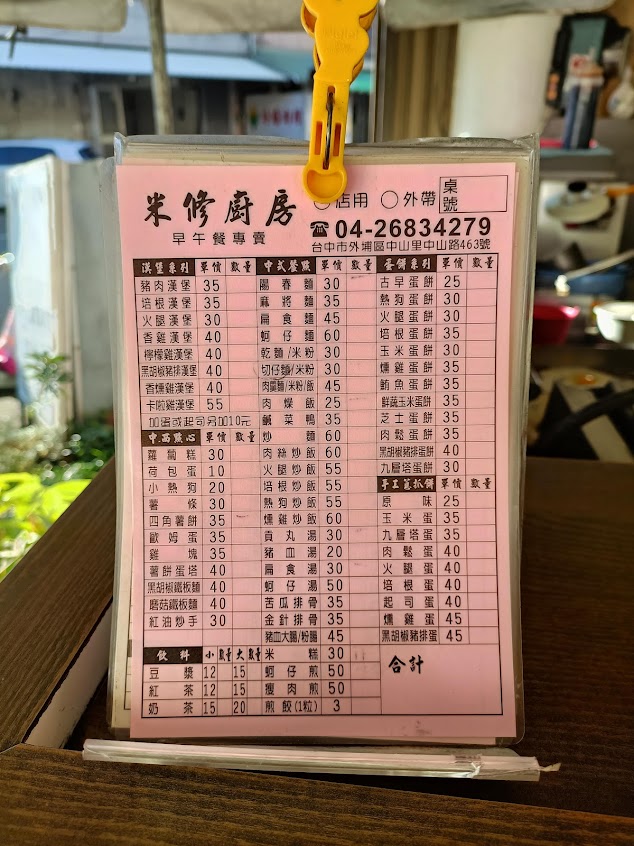 米修廚房
早午餐專賣
店用 外帶 桌號
☎04-26834279
台中市外埔區中山里中山路463號
漢堡系列 單價 數量
豬肉漢堡 35
培根漢堡 35
火腿漢堡 30
香雞漢堡 40
檸檬雞漢堡 40
黑胡椒豬排漢堡 40
香燻雞漢堡 40
卡啦雞漢堡 55
加蛋或起司另加10元
中.西點心 單價 數量
蘿蔔糕 30
荷包蛋 10
小熱狗 20
薯條 30
四角薯餅 35
歐姆蛋 35
雞塊 35
薯餅蛋塔 40
黑胡椒鐵板麵 40
磨菇鐵板麵 40
紅油炒手 30
飲料 小 數量 大 數量
豆漿 12 15
紅茶 12 15
奶茶 15 20
中式餐點 單價 數量
陽春麵 30
麻將麵 35
扁食麵 45
蚵仔麵 60
乾麵/米粉 30
切仔麵/米粉 30
肉羹麵/米粉/飯 45
肉燥飯 25
鹹菜鴨 35
炒麵 60
肉絲炒飯 60
火腿炒飯 55
培根炒飯 55
熱狗炒飯 55
燻雞炒飯 60
貢丸湯 30
豬血湯 20
扁食湯 30
蚵仔湯 50
苦瓜排骨 35
金針排骨 35
豬血大腸/粉腸 45
米糕 30
蚵仔煎 50
瘦肉煎 50
煎餃(1粒) 3
蛋餅系列 單價 數量
古早蛋餅 25
熱狗蛋餅 30
火腿蛋餅 30
培根蛋餅 35
玉米蛋餅 30
燻雞蛋餅 35
鮪魚蛋餅 35
鮮蔬玉米蛋餅 35
芝士蛋餅 35
肉鬆蛋餅 35
黑胡椒豬排蛋餅 40
九層塔蛋餅 30
手工蔥抓餅 單價 數量
原味 25
玉米蛋 35
九層塔蛋 35
肉鬆蛋 40
火腿蛋 40
培根蛋 40
起司蛋 40
燻雞蛋 45
黑胡椒豬排蛋 45
合計